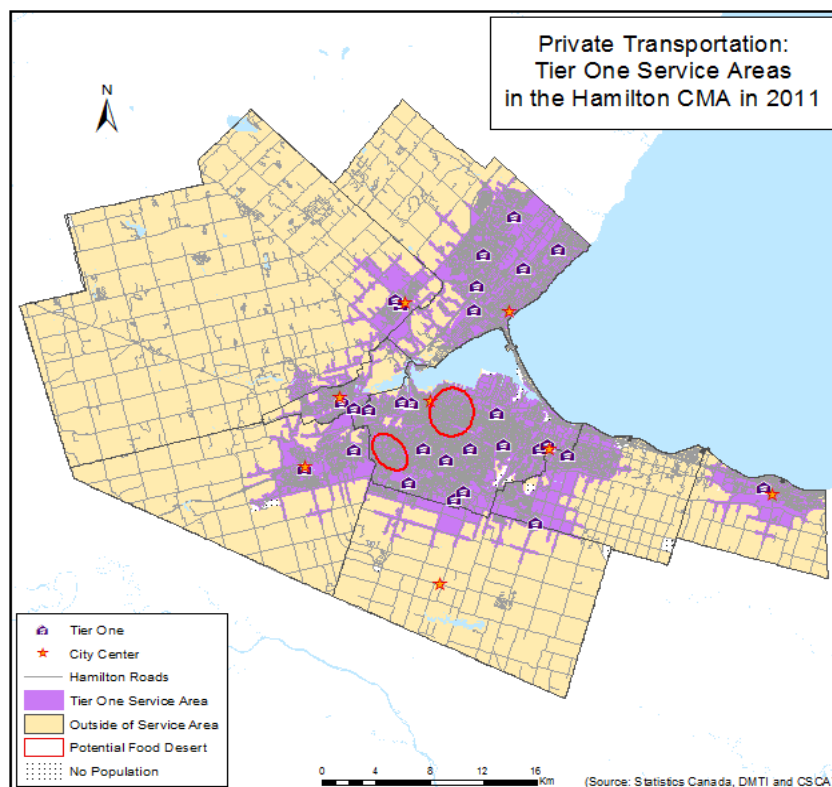 Private Transportation:
Tier One Service Areas
in the Hamilton CMA in 2011
N
Tier One
City Center
Hamilton Roads
Tier One Service Area
Outside of Service Area
Potential Food Desert
No Population
0 2 4 8 12 16
Km
(Source: Statistics Canada, DMTI and CSCA